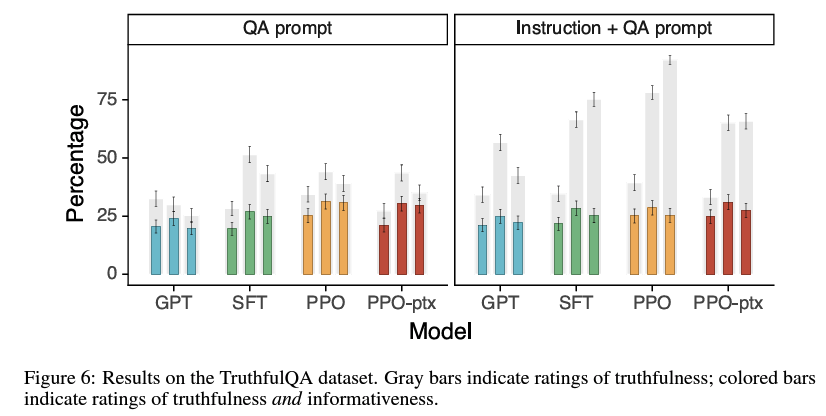 QA prompt
Instruction + QA prompt
Percentage
75
50
25
0
GPT
SFT
PPO
PPO-ptx
GPT
SFT
PPO
PPO-ptx
Model
Figure 6: Results on the TruthfulQA dataset. Gray bars indicate ratings of truthfulness; colored bars
indicate ratings of truthfulness and informativeness.